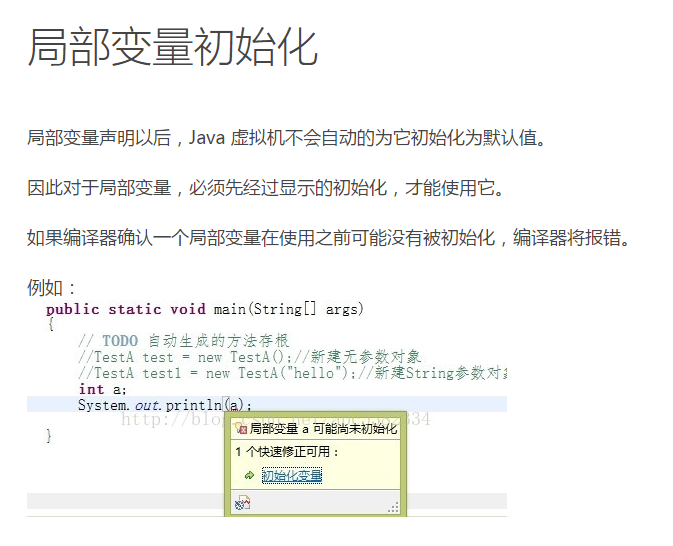 局部变量初始化
局部变量声明以后，Java 虚拟机不会自动的为它初始化为默认值。
因此对于局部变量，必须先经过显示的初始化，才能使用它。
如果编译器确认一个局部变量在使用之前可能没有被初始化，编译器将报错。
例如：
public static void main(String[] args)
{
// TODO 自动生成的方法存根
//TestA test = new TestA();//新建无参数对象
//TestA test1 = new TestA("hello");//新建String参数对象
int a;
System.out.println(a);
http://blog.
334
}
局部变量 a 可能尚未初始化
1 个快速修正可用：
初始化变量